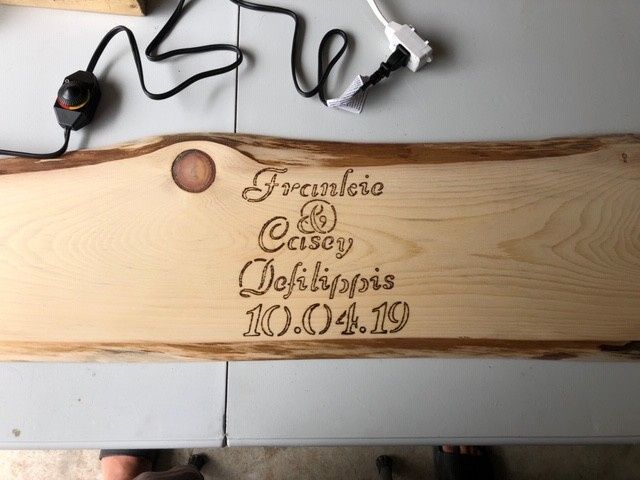 Frankie
&
Casey
Defilippis
10.04.19